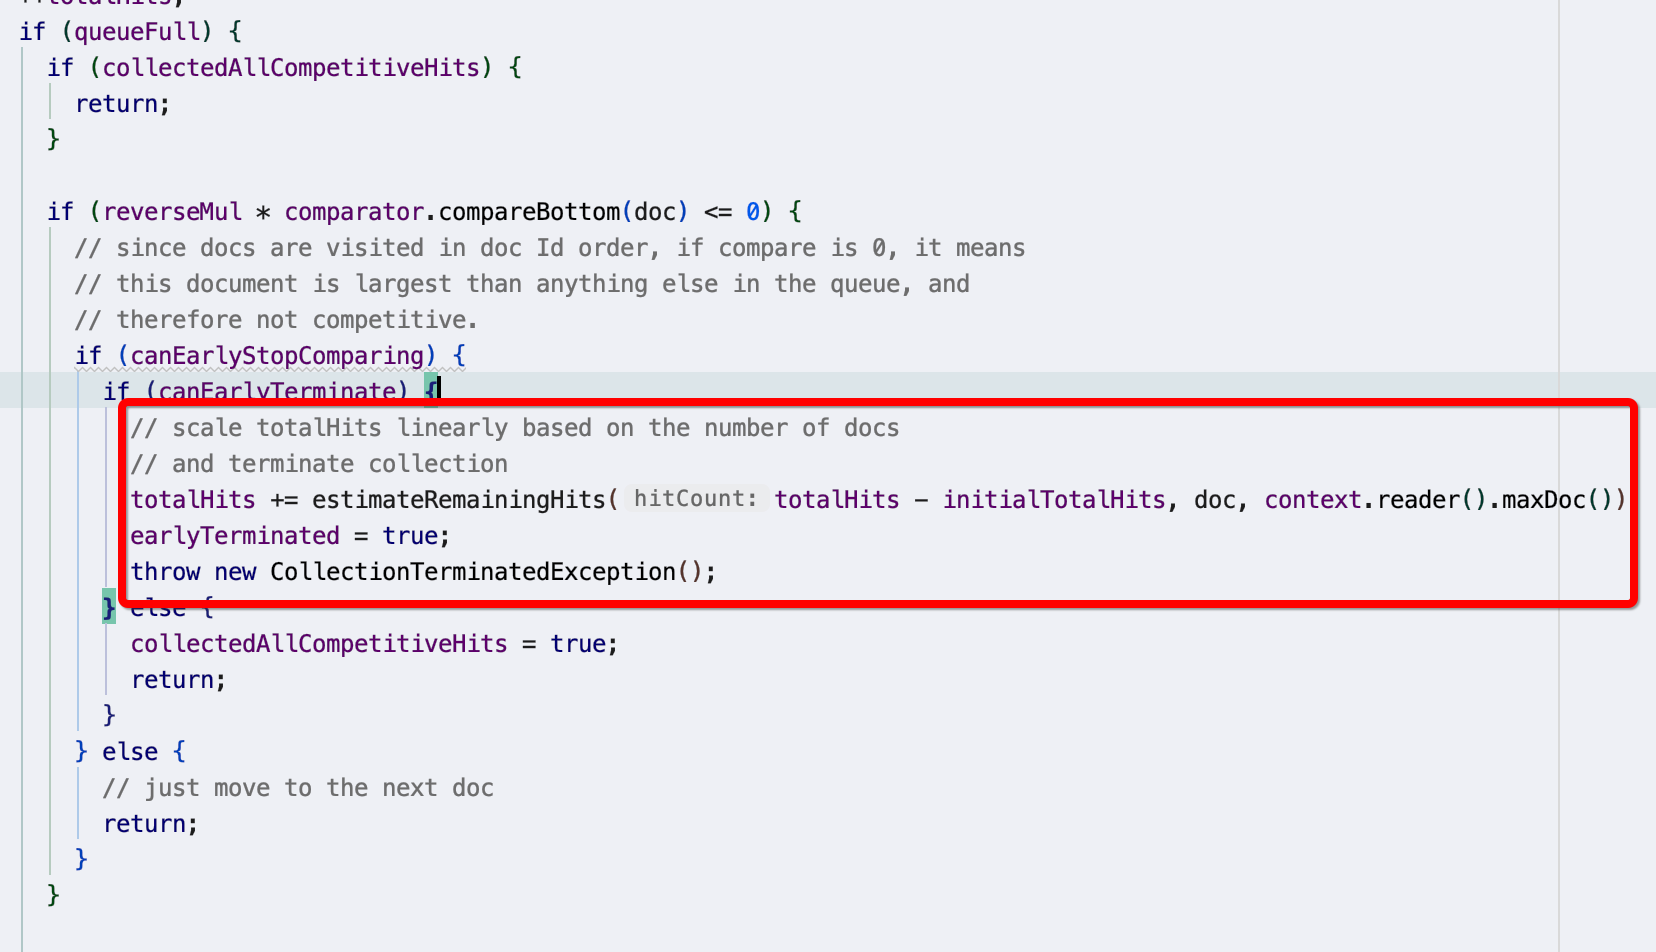 ++totalHits;
if (queueFull) {
if (collectedAllCompetitiveHits) {
return;
}
if (reverseMul * comparator.compareBottom(doc) <= 0) {
// since docs are visited in doc Id order, if compare is 0, it means
// this document is largest than anything else in the queue, and
// therefore not competitive.
if (canEarlyStopComparing) {
if (canEarlyTerminate) {
// scale totalHits linearly based on the number of docs
// and terminate collection
totalHits += estimateRemainingHits( hitCount: totalHits - initialTotalHits, doc, context.reader().maxDoc())
earlyTerminated = true;
throw new CollectionTerminatedException();
} else {
collectedAllCompetitiveHits = true;
return;
}
} else {
// just move to the next doc
return;
}
}